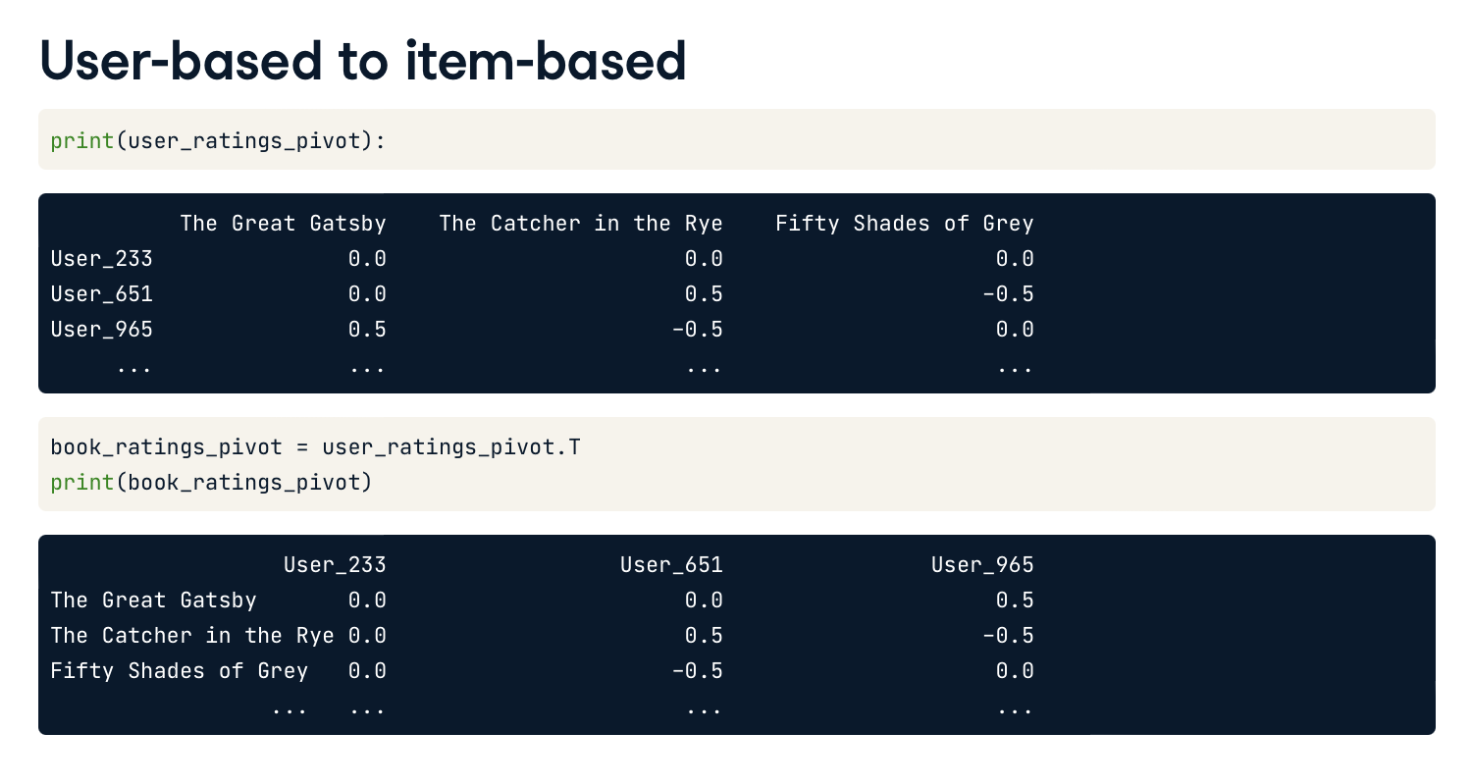 User-based to item-based
print(user_ratings_pivot):
The Great Gatsby The Catcher in the Rye Fifty Shades of Grey
User_233 0.0 0.0 0.0
User_651 0.0 0.5 -0.5
User_965 0.5 -0.5 0.0
... ... ... ...
book_ratings_pivot = user_ratings_pivot.T
print(book_ratings_pivot)
User_233 User_651 User_965
The Great Gatsby 0.0 0.0 0.5
The Catcher in the Rye 0.0 0.5 -0.5
Fifty Shades of Grey 0.0 -0.5 0.0
... ... ... ...